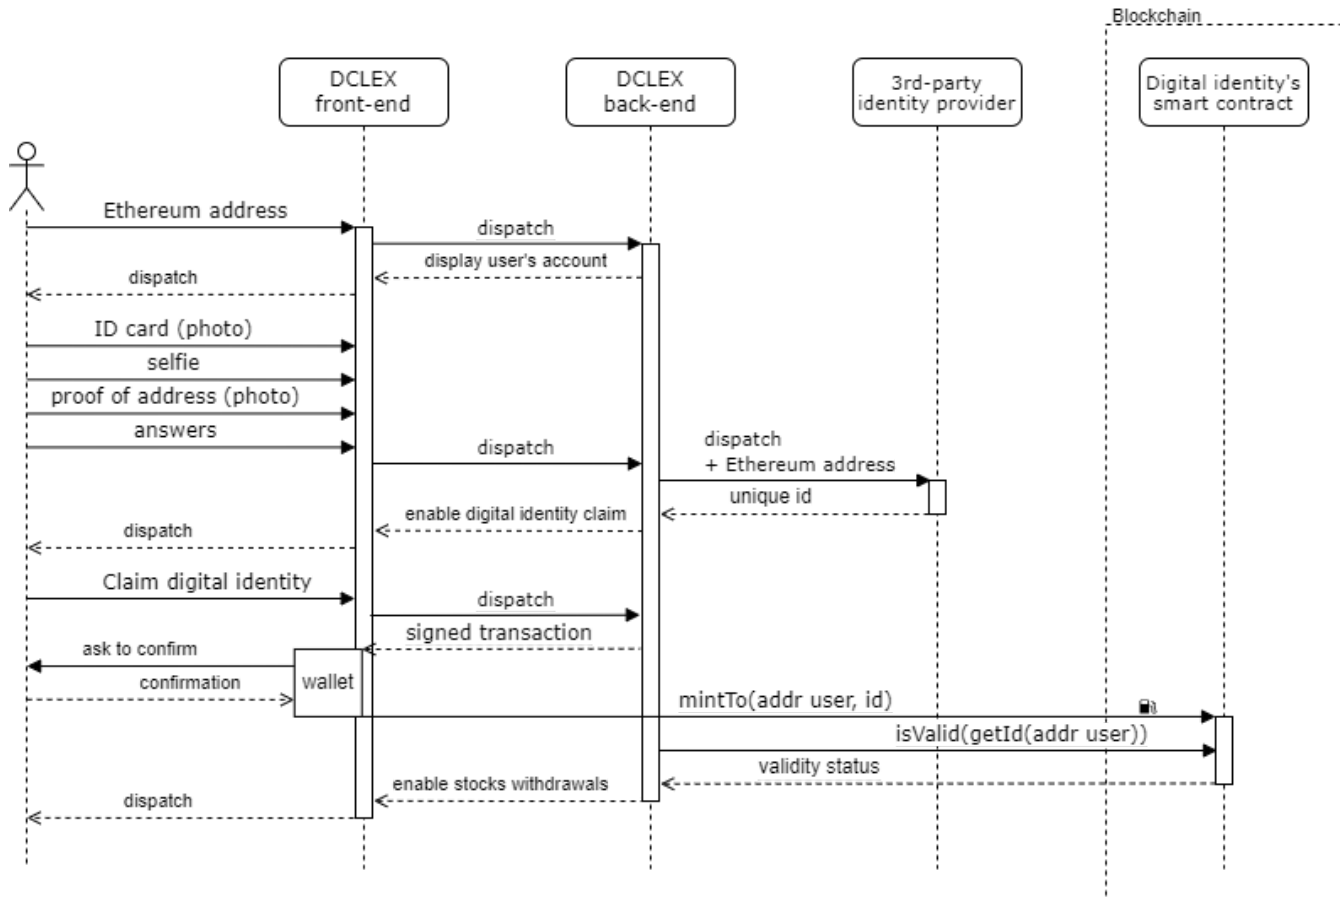 Blockchain
DCLEX
front-end
DCLEX
back-end
3rd-party
identity provider
Digital identity's
smart contract
Ethereum address
dispatch
display user's account
dispatch
ID card (photo)
selfie
proof of address (photo)
answers
dispatch
dispatch
+ Ethereum address
unique id
enable digital identity claim
dispatch
Claim digital identity
dispatch
signed transaction
ask to confirm
wallet
confirmation
mintTo(addr user, id)
isValid(getId(addr user))
validity status
enable stocks withdrawals
dispatch